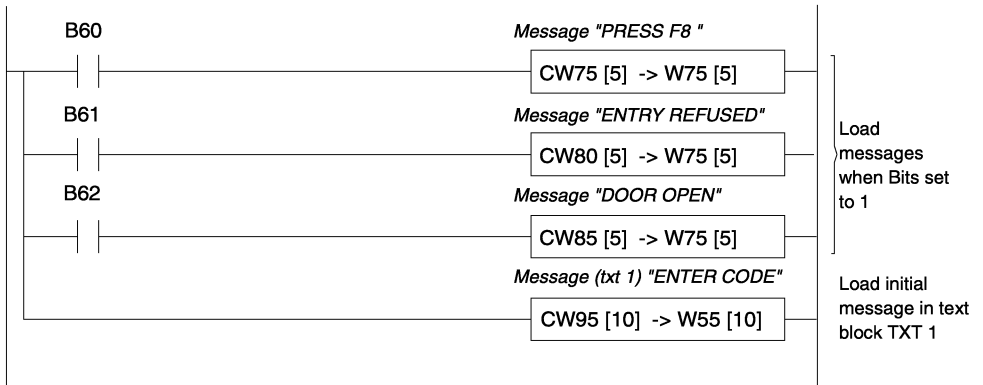 B60
Message "PRESS F8 "
CW75 [5] -> W75 [5]
B61
Message "ENTRY REFUSED"
CW80 [5] -> W75 [5]
B62
Message "DOOR OPEN"
CW85 [5] -> W75 [5]
Message (txt 1) "ENTER CODE"
CW95 [10] -> W55 [10]
Load
messages
when Bits set
to 1
Load initial
message in text
block TXT 1